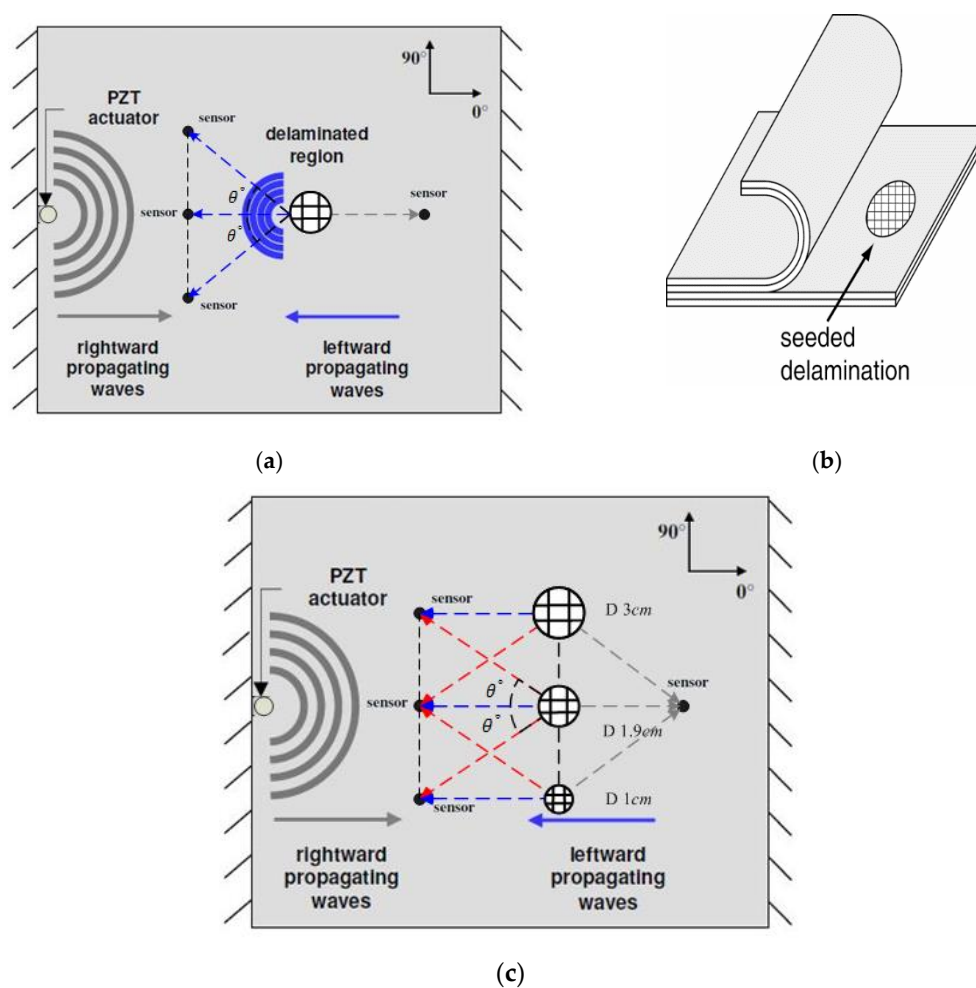 90°
0°
PZT
actuator
sensor
delaminated
region
θ°
sensor
sensor
θ°
sensor
rightward
propagating
waves
leftward
propagating
waves
(a)
seeded
delamination
(b)
90°
0°
PZT
actuator
sensor
D 3cm
θ°
sensor
sensor
θ°
D 1,9cm
sensor
D 1cm
rightward
propagating
waves
leftward
propagating
waves
(c)